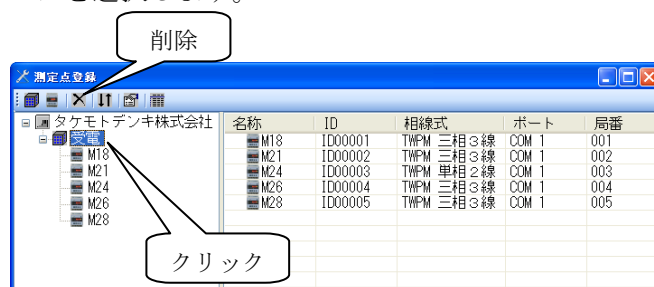 削除
測定点登録
タケモトデンキ株式会社
受電
M18
M21
M24
M26
M28
名称 ID 相線式 ポート 局番
M18 ID00001 TWPM 三相3線 COM 1 001
M21 ID00002 TWPM 三相3線 COM 1 002
M24 ID00003 TWPM 単相2線 COM 1 003
M26 ID00004 TWPM 三相3線 COM 1 004
M28 ID00005 TWPM 三相3線 COM 1 005
クリック